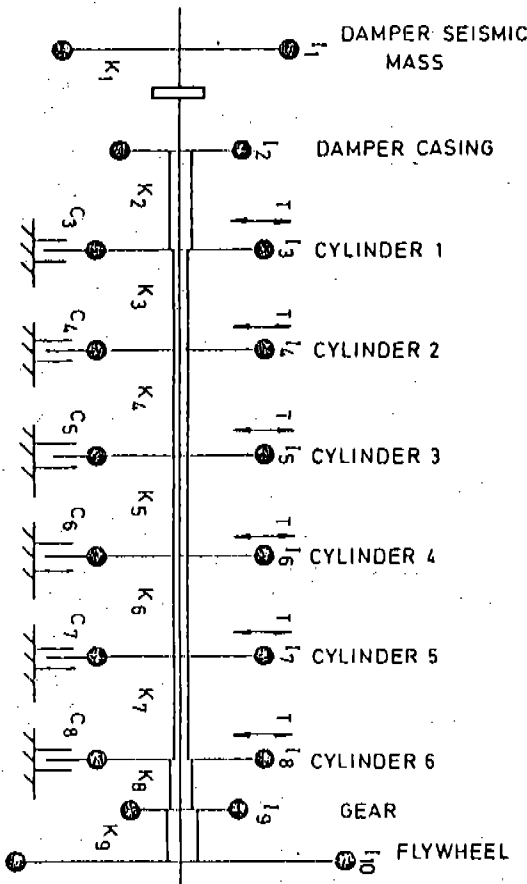 I1 DAMPER SEISMIC
MASS
K1
I2 DAMPER CASING
K2
T
C3 I3 CYLINDER 1
K3
T
C4 I4 CYLINDER 2
K4
T
C5 I5 CYLINDER 3
K5
T
C6 I6 CYLINDER 4
K6
T
C7 I7 CYLINDER 5
K7
T
C8 I8 CYLINDER 6
K8
I9 GEAR
K9
I10 FLYWHEEL